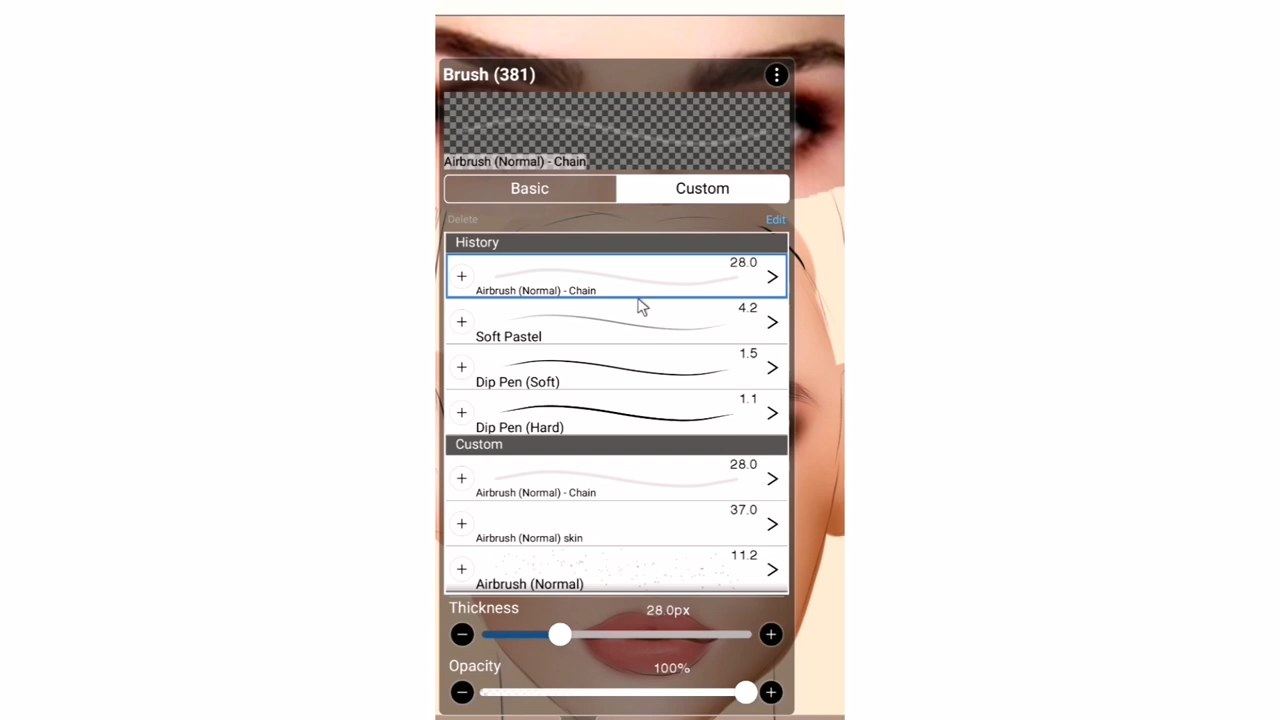 Brush (381)
Airbrush (Normal) - Chain
Basic
Custom
Delete
Edit
History
28.0
Airbrush (Normal) - Chain
4.2
Soft Pastel
1.5
Dip Pen (Soft)
1.1
Dip Pen (Hard)
Custom
28.0
Airbrush (Normal) - Chain
37.0
Airbrush (Normal) skin
11.2
Airbrush (Normal)
Thickness
28.0px
Opacity
100%